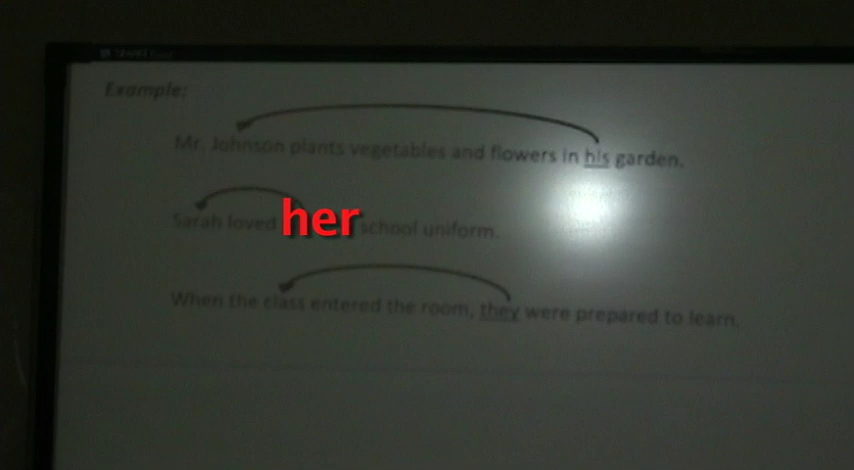 Example:
Mr. Johnson plants vegetables and flowers in his garden.
Sarah loved her school uniform.
When the class entered the room, they were prepared to learn.